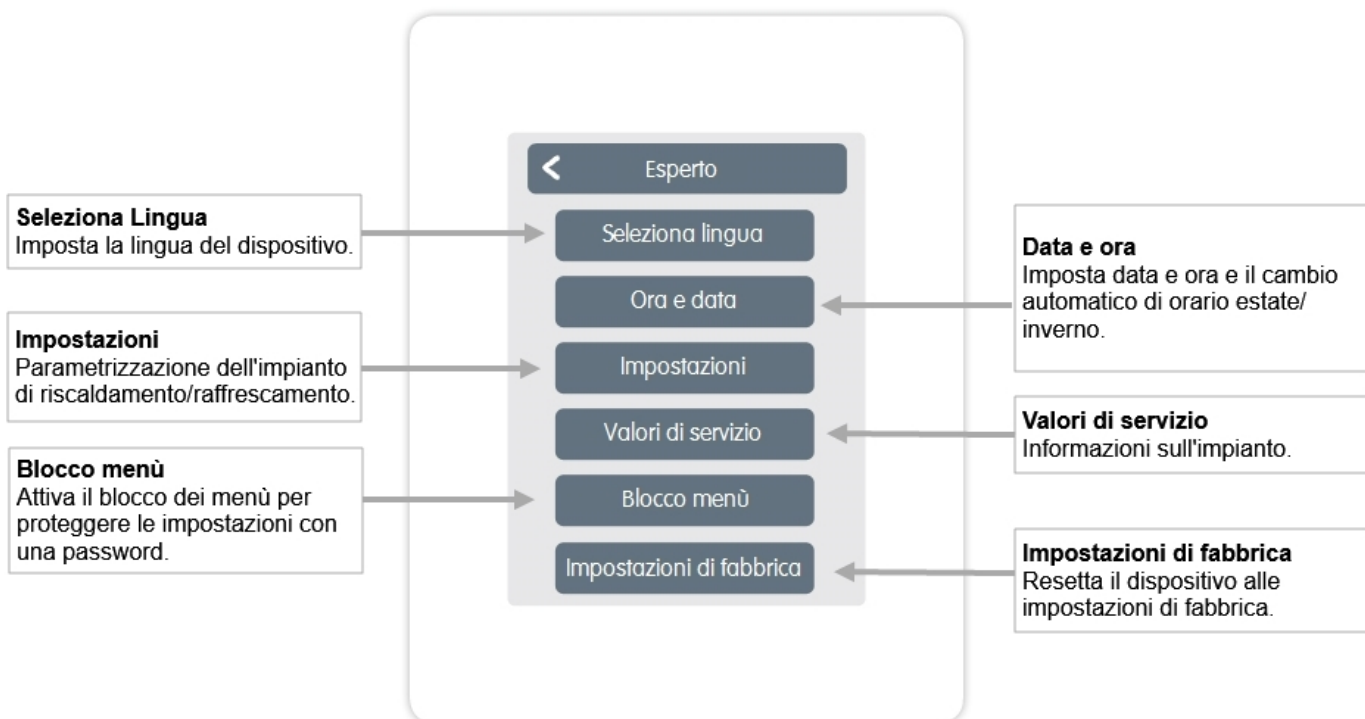 Esperto
Seleziona Lingua
Imposta la lingua del dispositivo.
Seleziona lingua
Data e ora
Imposta data e ora e il cambio
automatico di orario estate/
inverno.
Ora e data
Impostazioni
Parametrizzazione dell'impianto
di riscaldamento/raffrescamento.
Impostazioni
Valori di servizio
Valori di servizio
Informazioni sull'impianto.
Blocco menù
Attiva il blocco dei menù per
proteggere le impostazioni con
una password.
Blocco menù
Impostazioni di fabbrica
Impostazioni di fabbrica
Resetta il dispositivo alle
impostazioni di fabbrica.